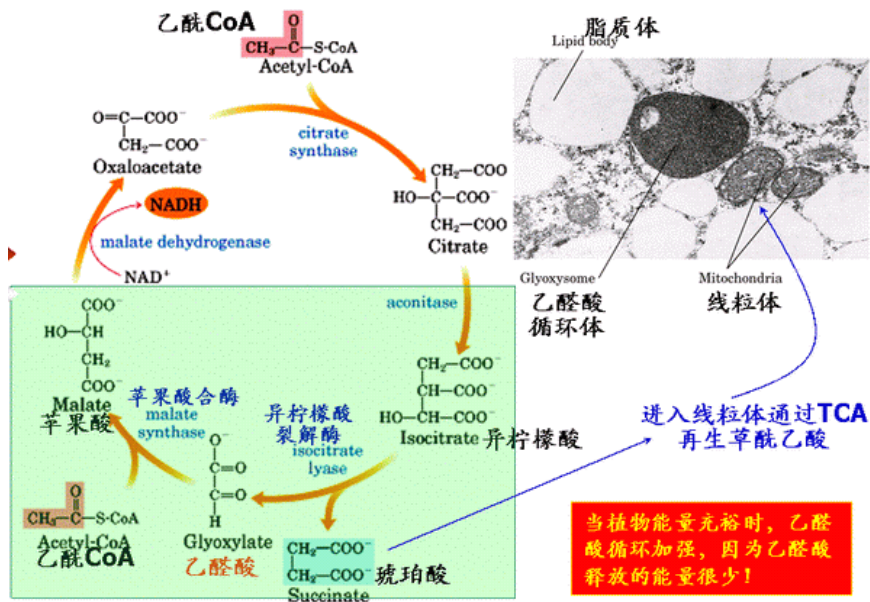 乙酰CoA
O
CH₃—C—S-CoA
Acetyl-CoA
O=C—COO⁻
CH₂—COO⁻
Oxaloacetate
citrate
synthase
CH₂—COO
HO—C—COO⁻
CH₂—COO
Citrate
NADH
malate dehydrogenase
NAD⁺
aconitase
脂质体
Lipid body
Glyoxysome
乙醛酸
循环体
Mitochondria
线粒体
COO⁻
HO—CH
CH₂
COO⁻
Malate
苹果酸
苹果酸合酶
malate
synthase
异柠檬酸
裂解酶
isocitrate
lyase
CH₂—COO⁻
CH—COO⁻
HO—CH—COO⁻
Isocitrate 异柠檬酸
O⁻
C=O
C=O
H
Glyoxylate
乙醛酸
O
CH₃—C—S-CoA
Acetyl-CoA
乙酰CoA
CH₂—COO⁻
CH₂—COO⁻
琥珀酸
Succinate
进入线粒体通过TCA
再生草酰乙酸
当植物能量充裕时，乙醛
酸循环加强，因为乙醛酸
释放的能量很少！